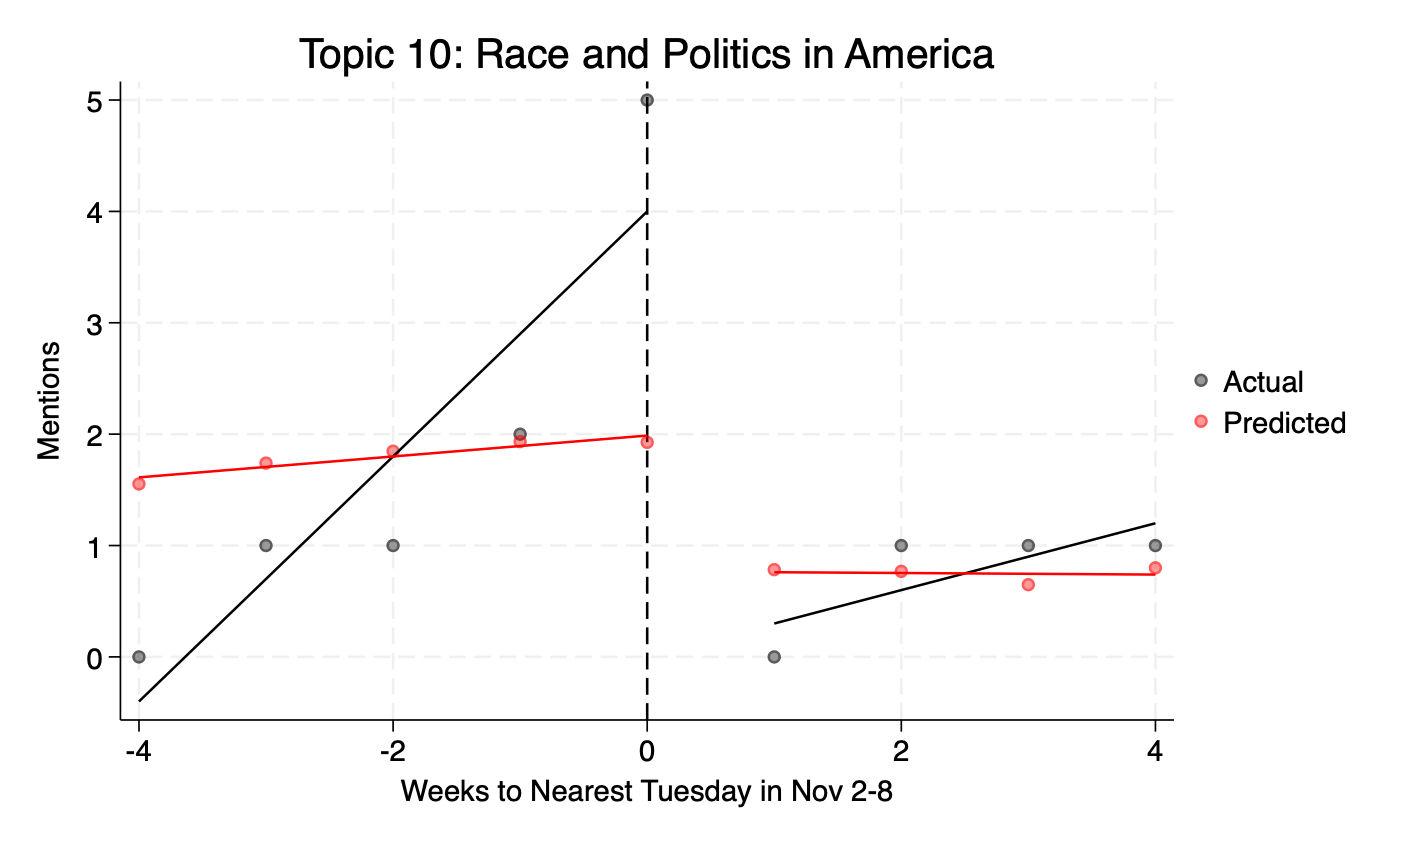 Topic 10: Race and Politics in America
5
4
3
2
1
0
Mentions
-4
-2
0
2
4
Weeks to Nearest Tuesday in Nov 2-8
Actual
Predicted